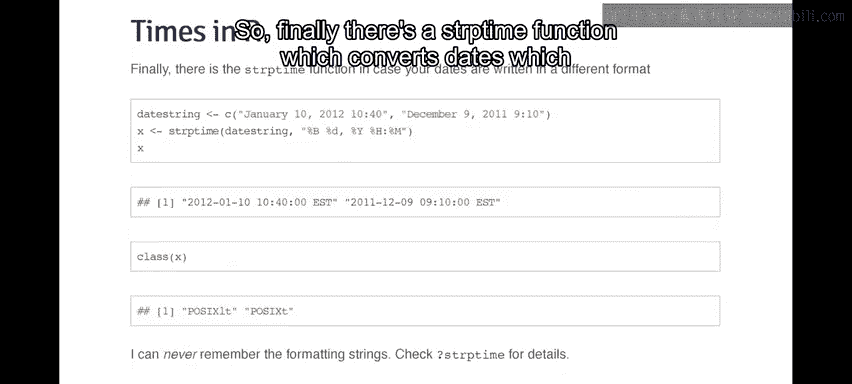 Times in R
So, finally there's a strptime function
which converts dates which
Finally, there is the strptime function in case your dates are written in a different format
datestring <- c("January 10, 2012 10:40", "December 9, 2011 9:10")
x <- strptime(datestring, "%B %d, %Y %H:%M")
x
## [1] "2012-01-10 10:40:00 EST" "2011-12-09 09:10:00 EST"
class(x)
## [1] "POSIXlt" "POSIXt"
I can never remember the formatting strings. Check ?strptime for details.